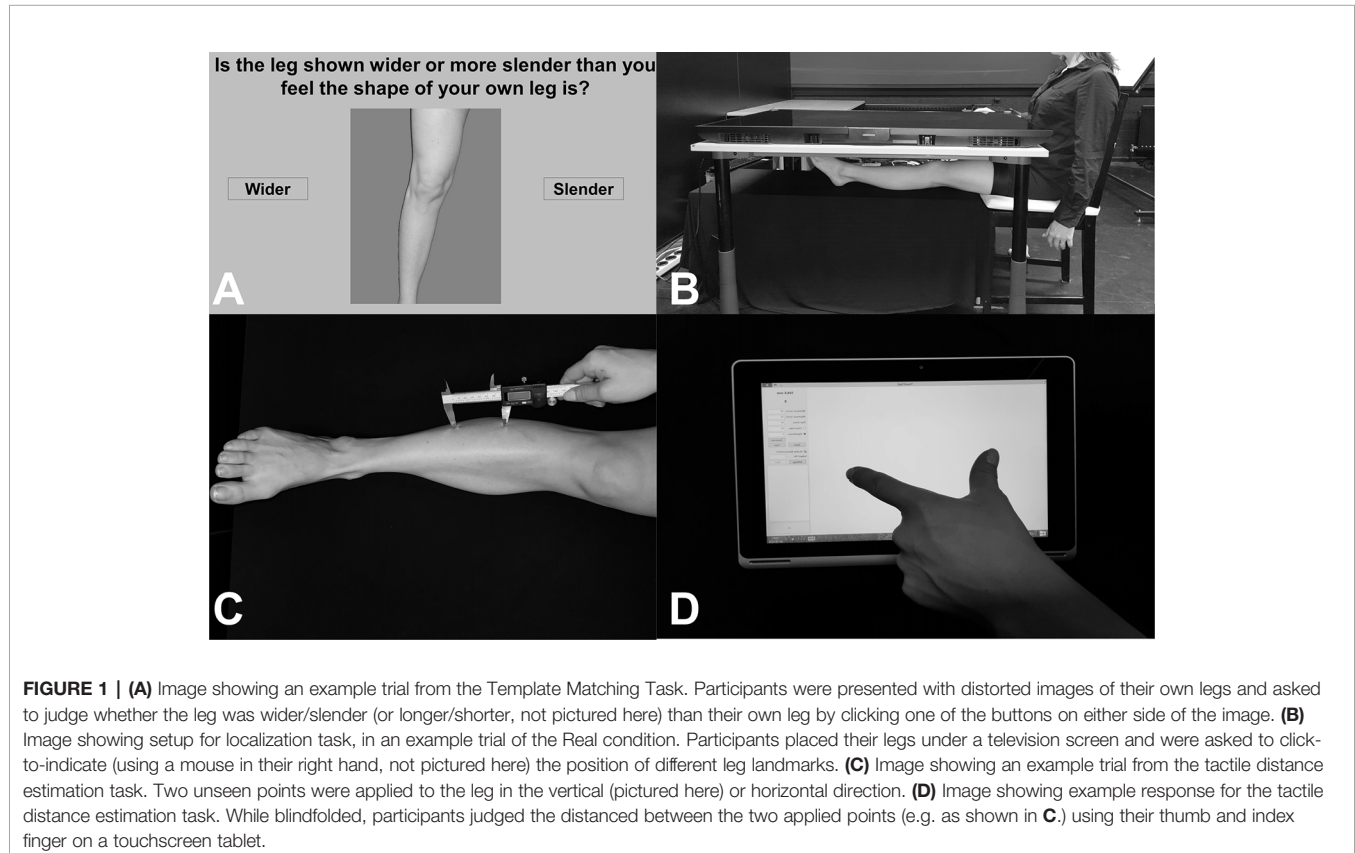 Is the leg shown wider or more slender than you
feel the shape of your own leg is?
Wider
Slender
A
B
C
D
FIGURE 1 | (A) Image showing an example trial from the Template Matching Task. Participants were presented with distorted images of their own legs and asked
to judge whether the leg was wider/slender (or longer/shorter, not pictured here) than their own leg by clicking one of the buttons on either side of the image. (B)
Image showing setup for localization task, in an example trial of the Real condition. Participants placed their legs under a television screen and were asked to click-
to-indicate (using a mouse in their right hand, not pictured here) the position of different leg landmarks. (C) Image showing an example trial from the tactile distance
estimation task. Two unseen points were applied to the leg in the vertical (pictured here) or horizontal direction. (D) Image showing example response for the tactile
distance estimation task. While blindfolded, participants judged the distanced between the two applied points (e.g. as shown in C.) using their thumb and index
finger on a touchscreen tablet.